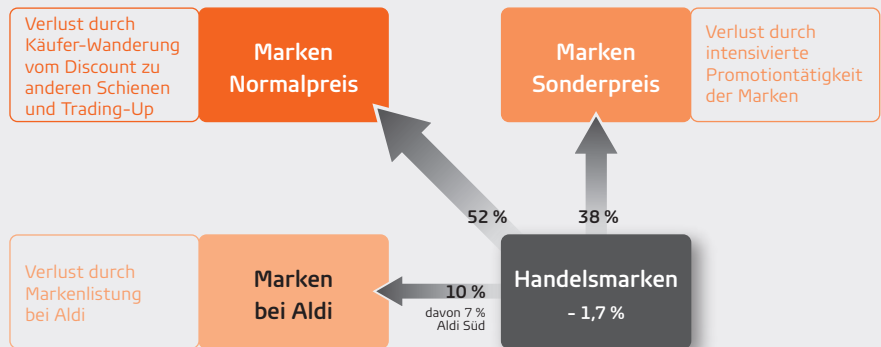 Verlust durch
Käufer-Wanderung
vom Discount zu
anderen Schienen
und Trading-Up
Marken
Normalpreis
Marken
Sonderpreis
Verlust durch
intensivierte
Promotiontätigkeit
der Marken
52 %
38 %
Verlust durch
Markenlistung
bei Aldi
Marken
bei Aldi
10 %
davon 7 %
Aldi Süd
Handelsmarken
- 1,7 %